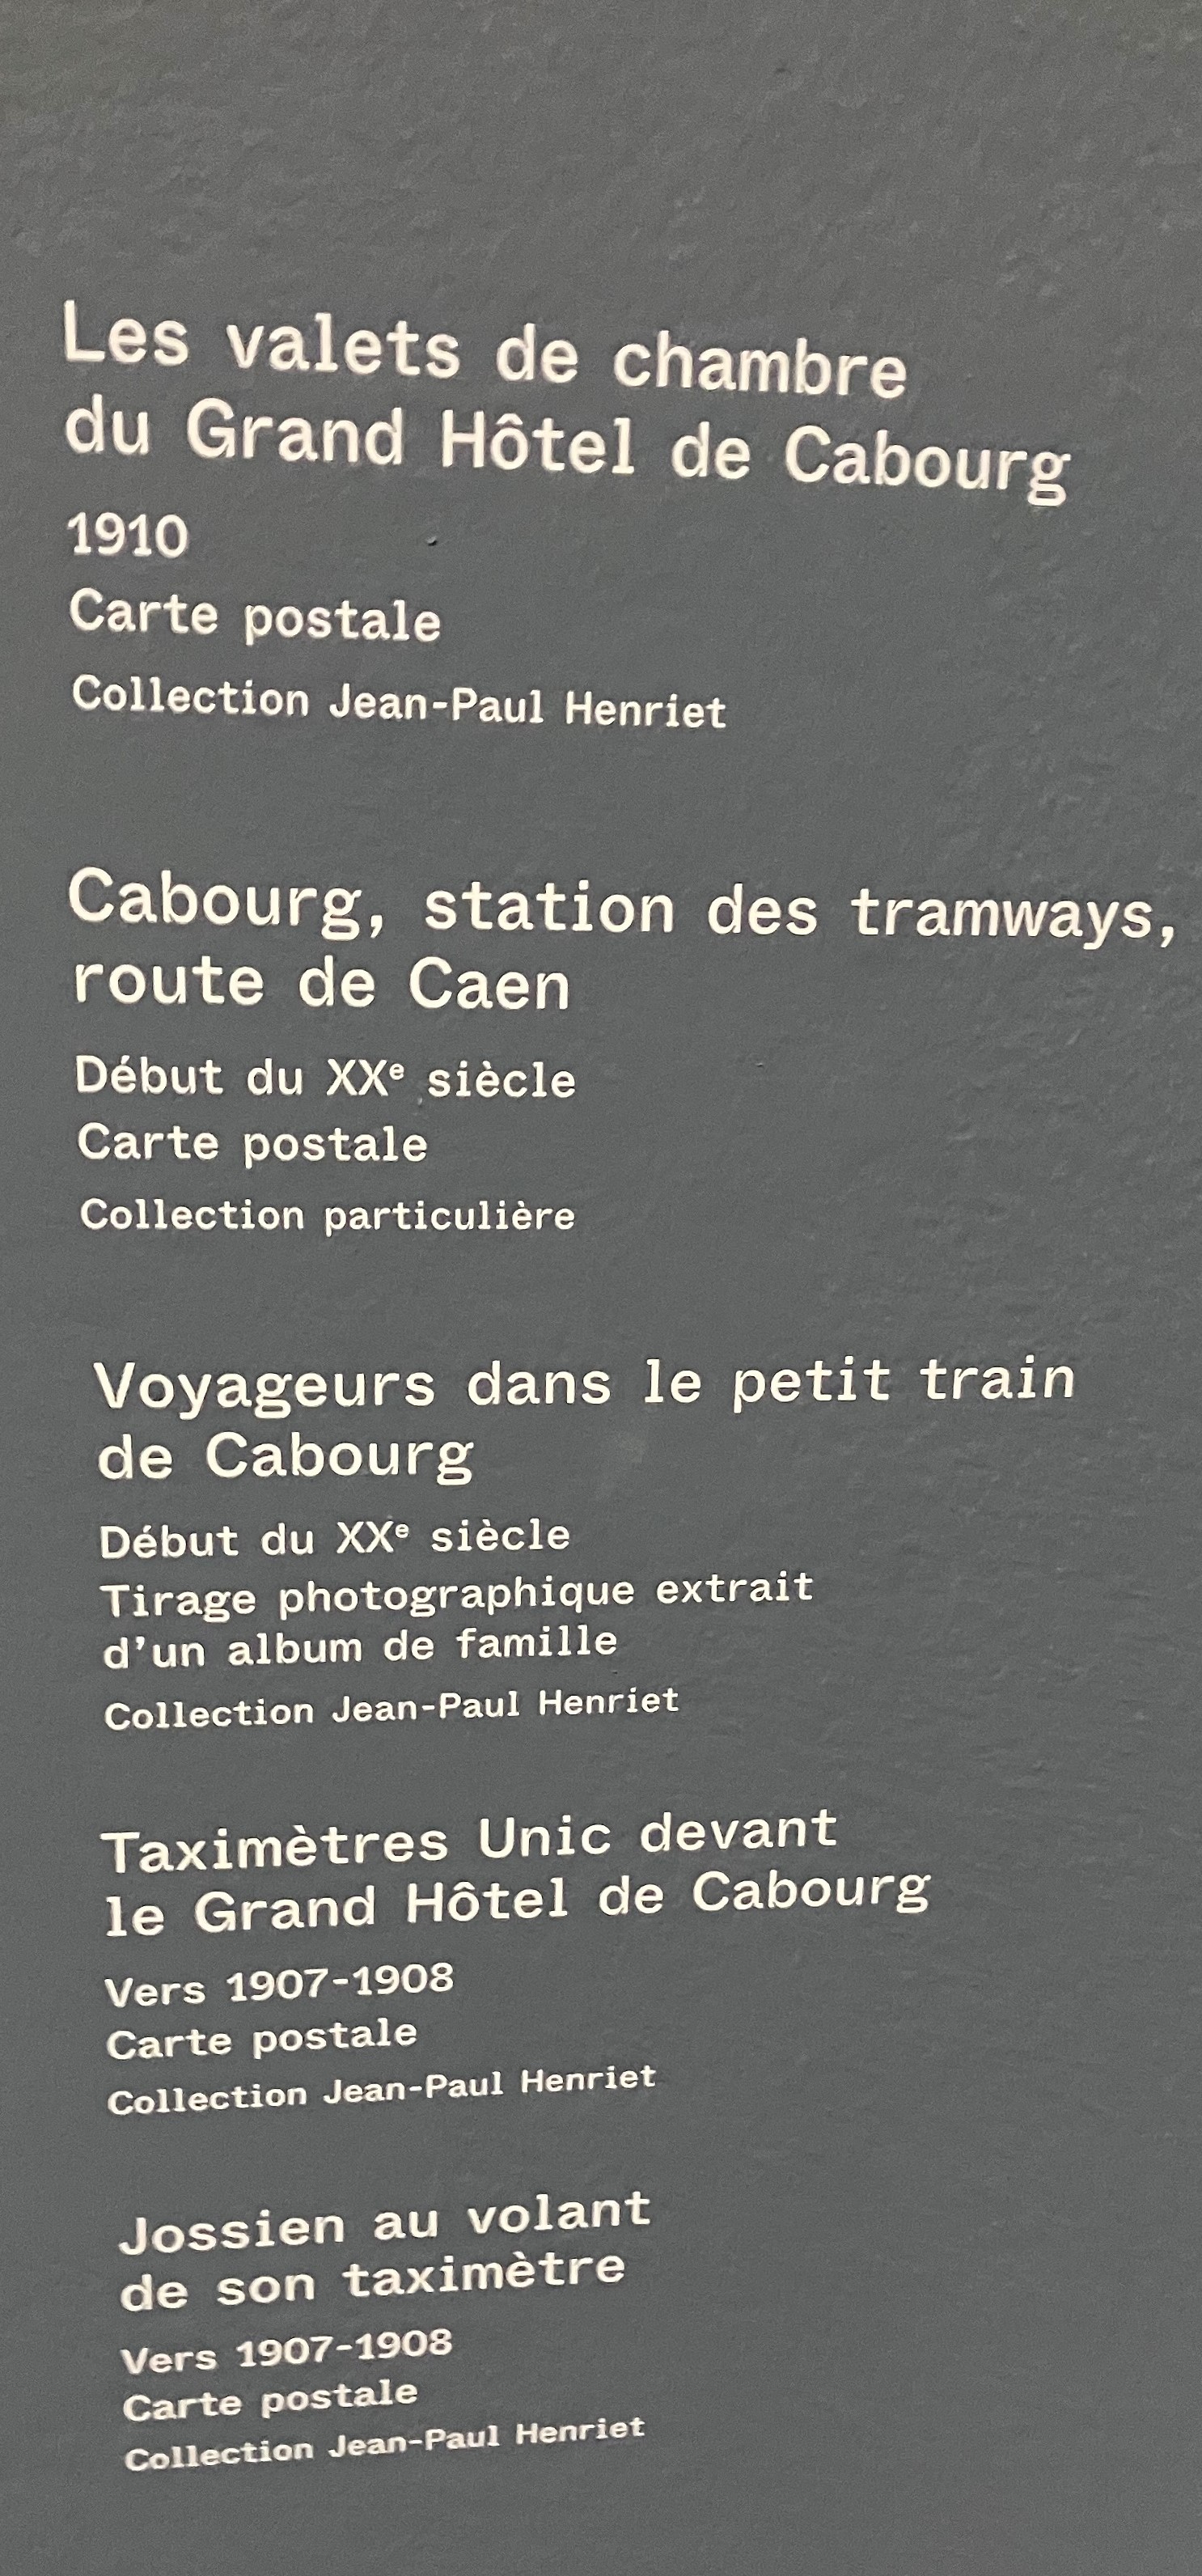 Les valets de chambre
du Grand Hôtel de Cabourg
1910
Carte postale
Collection Jean-Paul Henriet
Cabourg, station des tramways,
route de Caen
Début du XXᵉ siècle
Carte postale
Collection particulière
Voyageurs dans le petit train
de Cabourg
Début du XXᵉ siècle
Tirage photographique extrait
d’un album de famille
Collection Jean-Paul Henriet
Taximètres Unic devant
le Grand Hôtel de Cabourg
Vers 1907-1908
Carte postale
Collection Jean-Paul Henriet
Jossien au volant
de son taximètre
Vers 1907-1908
Carte postale
Collection Jean-Paul Henriet